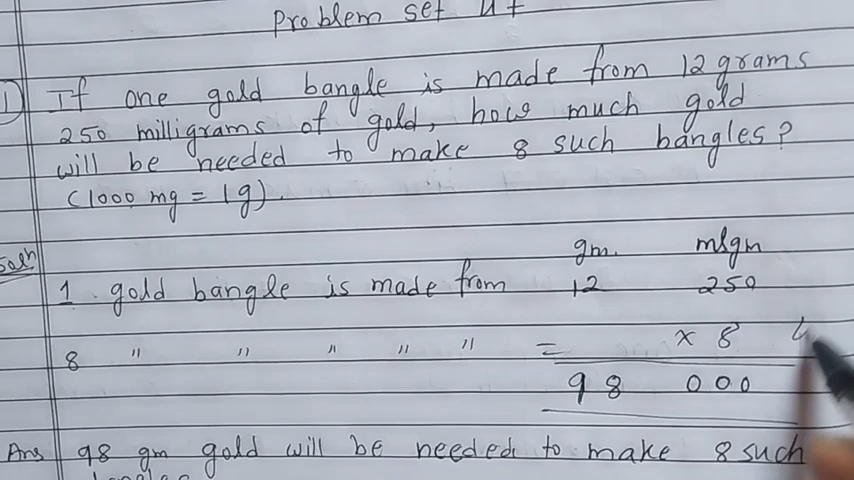 Problem set
1) If one gold bangle is made from 12 grams
250 milligrams of gold, how much gold
will be needed to make 8 such bangles?
(1000 mg = 1g).
Soln
gm. mlgm
1 gold bangle is made from 12 250
8 " " " " " = x 8
98 000
Ans 98 gm gold will be needed to make 8 such
bangles